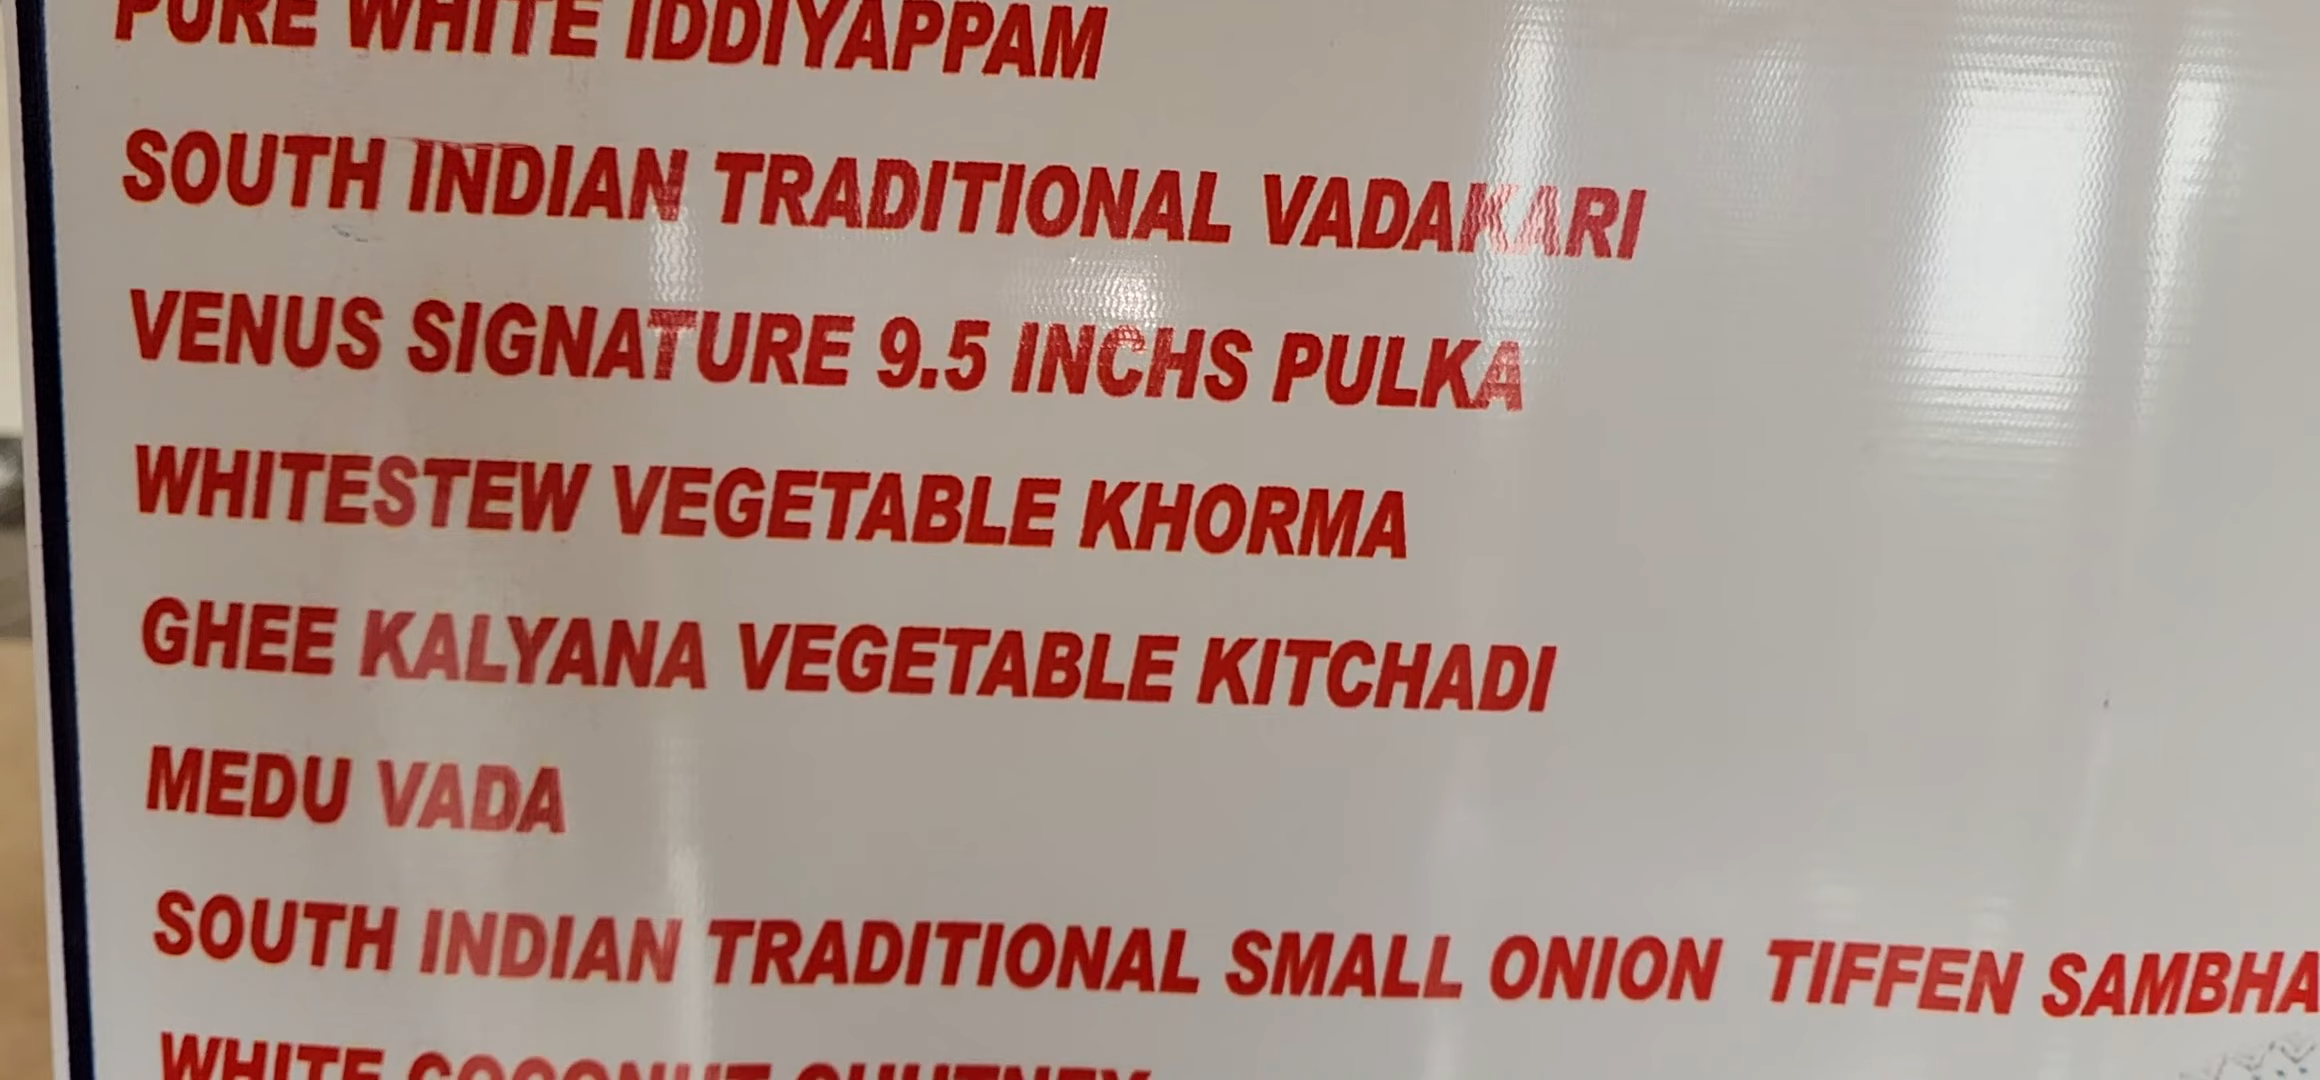 PURE WHITE IDDIYAPPAM
SOUTH INDIAN TRADITIONAL VADAKARI
VENUS SIGNATURE 9.5 INCHS PULKA
WHITESTEW VEGETABLE KHORMA
GHEE KALYANA VEGETABLE KITCHADI
MEDU VADA
SOUTH INDIAN TRADITIONAL SMALL ONION TIFFEN SAMBHA
WHITE COCONUT CHUTNEY